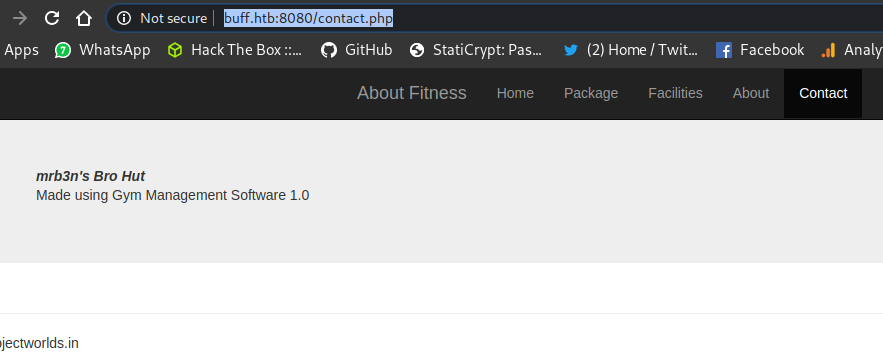 Not secure | buff.htb:8080/contact.php
Apps WhatsApp Hack The Box ::... GitHub StatiCrypt: Pas... (2) Home / Twit... Facebook Analy
About Fitness Home Package Facilities About Contact
mrb3n's Bro Hut
Made using Gym Management Software 1.0
ojectworlds.in